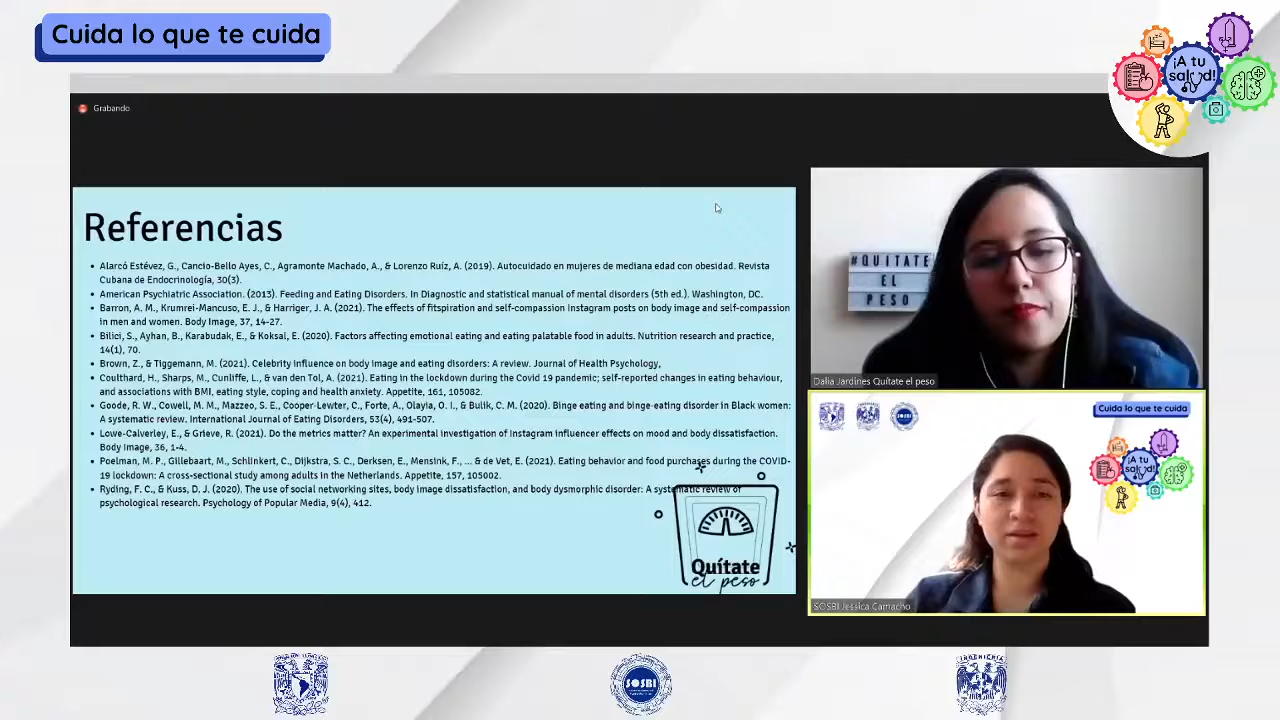 Cuida lo que te cuida
¡A tu
salud!
Grabando
Referencias
• Alarcó Estévez, G., Cancio-Bello Ayes, C., Agramonte Machado, A., & Lorenzo Ruíz, A. (2019). Autocuidado en mujeres de mediana edad con obesidad. Revista
Cubana de Endocrinología, 30(3).
• American Psychiatric Association. (2013). Feeding and Eating Disorders. In Diagnostic and statistical manual of mental disorders (5th ed.). Washington, DC.
• Barron, A. M., Krumrei-Mancuso, E. J., & Harriger, J. A. (2021). The effects of fitspiration and self-compassion Instagram posts on body image and self-compassion
in men and women. Body Image, 37, 14-27.
• Bilici, S., Ayhan, B., Karabudak, E., & Koksal, E. (2020). Factors affecting emotional eating and eating palatable food in adults. Nutrition research and practice,
14(1), 70.
• Brown, Z., & Tiggemann, M. (2021). Celebrity influence on body image and eating disorders: A review. Journal of Health Psychology,
• Coulthard, H., Sharps, M., Cunliffe, L., & van den Tol, A. (2021). Eating in the lockdown during the Covid 19 pandemic; self-reported changes in eating behaviour,
and associations with BMI, eating style, coping and health anxiety. Appetite, 161, 105082.
• Goode, R. W., Cowell, M. M., Mazzeo, S. E., Cooper-Lewter, C., Forte, A., Olayia, O. I., & Bulik, C. M. (2020). Binge eating and binge-eating disorder in Black women:
A systematic review. International Journal of Eating Disorders, 53(4), 491-507.
• Lowe-Calverley, E., & Grieve, R. (2021). Do the metrics matter? An experimental investigation of Instagram influencer effects on mood and body dissatisfaction.
Body Image, 36, 1-4.
• Poelman, M. P., Gillebaart, M., Schlinkert, C., Dijkstra, S. C., Derksen, E., Mensink, F., ... & de Vet, E. (2021). Eating behavior and food purchases during the COVID-
19 lockdown: A cross-sectional study among adults in the Netherlands. Appetite, 157, 105002.
• Ryding, F. C., & Kuss, D. J. (2020). The use of social networking sites, body image dissatisfaction, and body dysmorphic disorder: A systematic review of
psychological research. Psychology of Popular Media, 9(4), 412.
Quítate
el peso
#QUITATE
EL
PESO
Dalia Jardines Quítate el peso
Cuida lo que te cuida
¡A tu
salud!
SOSBI Jessica Camacho
SOSBI
INGENIERIA